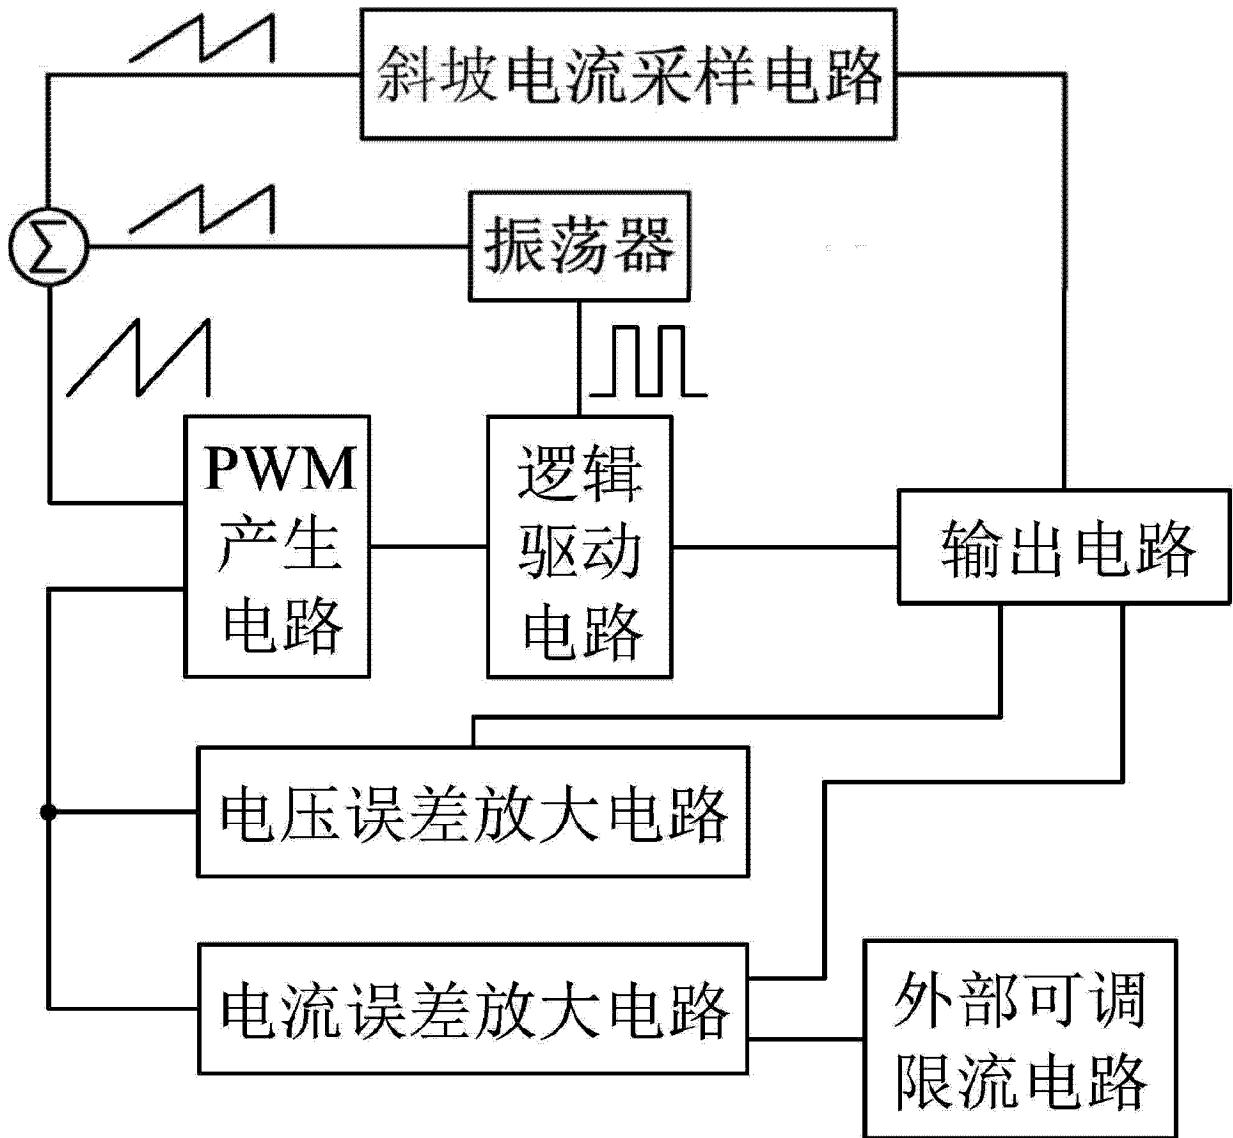 斜坡电流采样电路
Σ
振荡器
PWM
产生
电路
逻辑
驱动
电路
输出电路
电压误差放大电路
电流误差放大电路
外部可调
限流电路